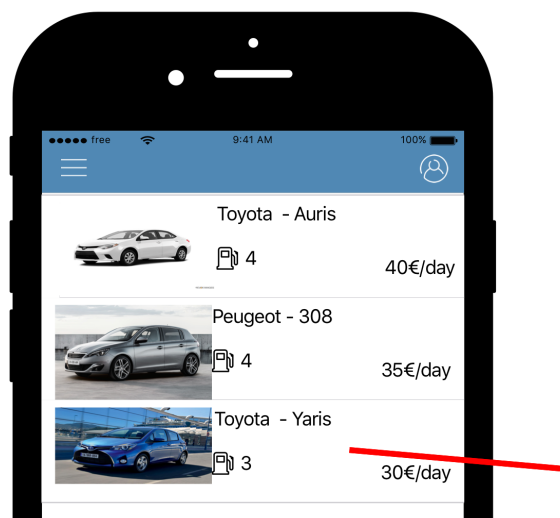 free 9:41 AM 100%
Toyota - Auris
4
40€/day
Peugeot - 308
4
35€/day
Toyota - Yaris
3
30€/day